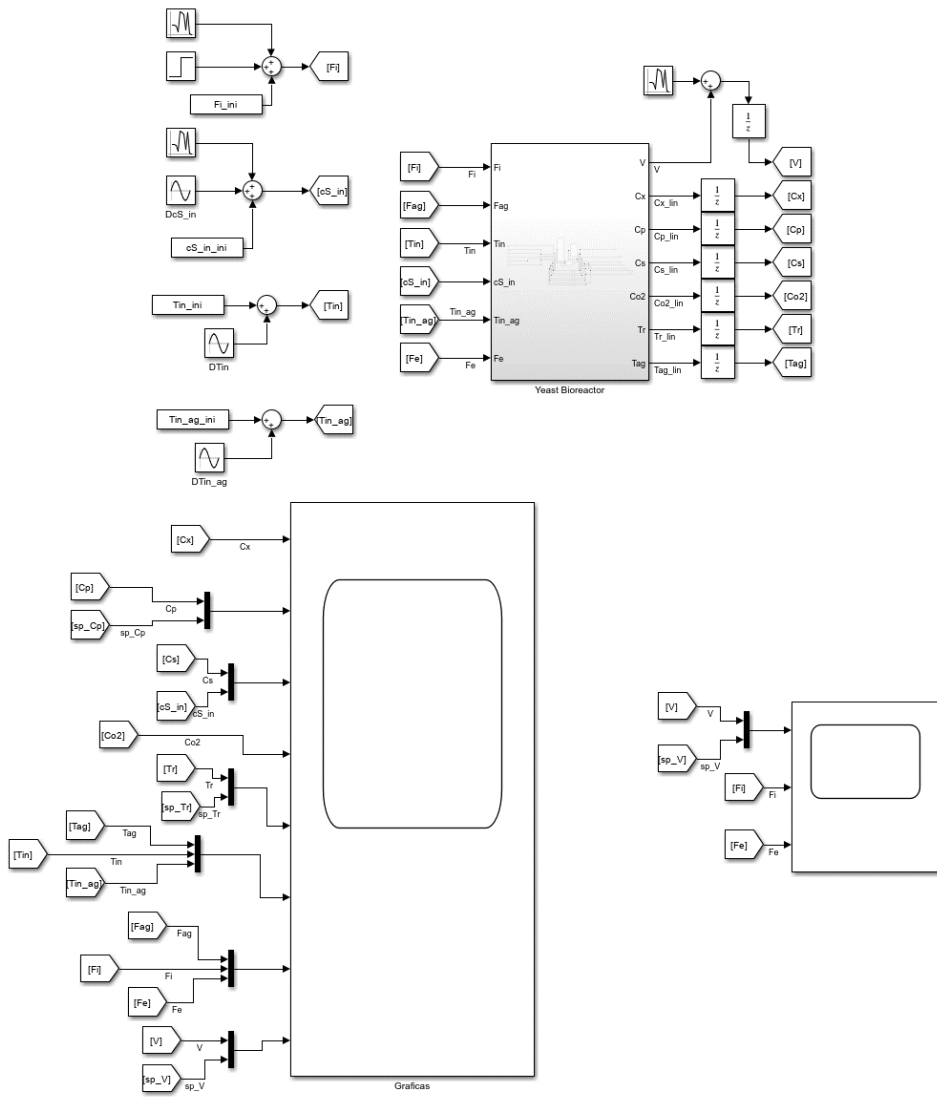 [Fi]
Fi_ini
[cS_in]
DcS_in
cS_in_ini
Tin_ini
[Tin]
DTin
Tin_ag_ini
[Tin_ag]
DTin_ag
1
z
[V]
[Fi]
Fi
Fi
V
V
[Fag]
Fag
Cx
Cx_lin
1
z
[Cx]
[Tin]
Tin
Tin
Cp
Cp_lin
1
z
[Cp]
[cS_in]
cS_in
Cs
Cs_lin
1
z
[Cs]
[Tin_ag]
Tin_ag
Tin_ag
Co2
Co2_lin
1
z
[Co2]
[Fe]
Fe
Fe
Tr
Tr_lin
1
z
[Tr]
Tag
Tag_lin
1
z
[Tag]
Yeast Bioreactor
[Cx]
Cx
[Cp]
Cp
[sp_Cp]
sp_Cp
[Cs]
Cs
[cS_in]
cS_in
[Co2]
Co2
[Tr]
Tr
[sp_Tr]
sp_Tr
[Tag]
Tag
[Tin]
Tin
[Tin_ag]
Tin_ag
[Fag]
Fag
[Fi]
Fi
[Fe]
Fe
[V]
V
[sp_V]
sp_V
Graficas
[V]
V
[sp_V]
sp_V
[Fi]
Fi
[Fe]
Fe